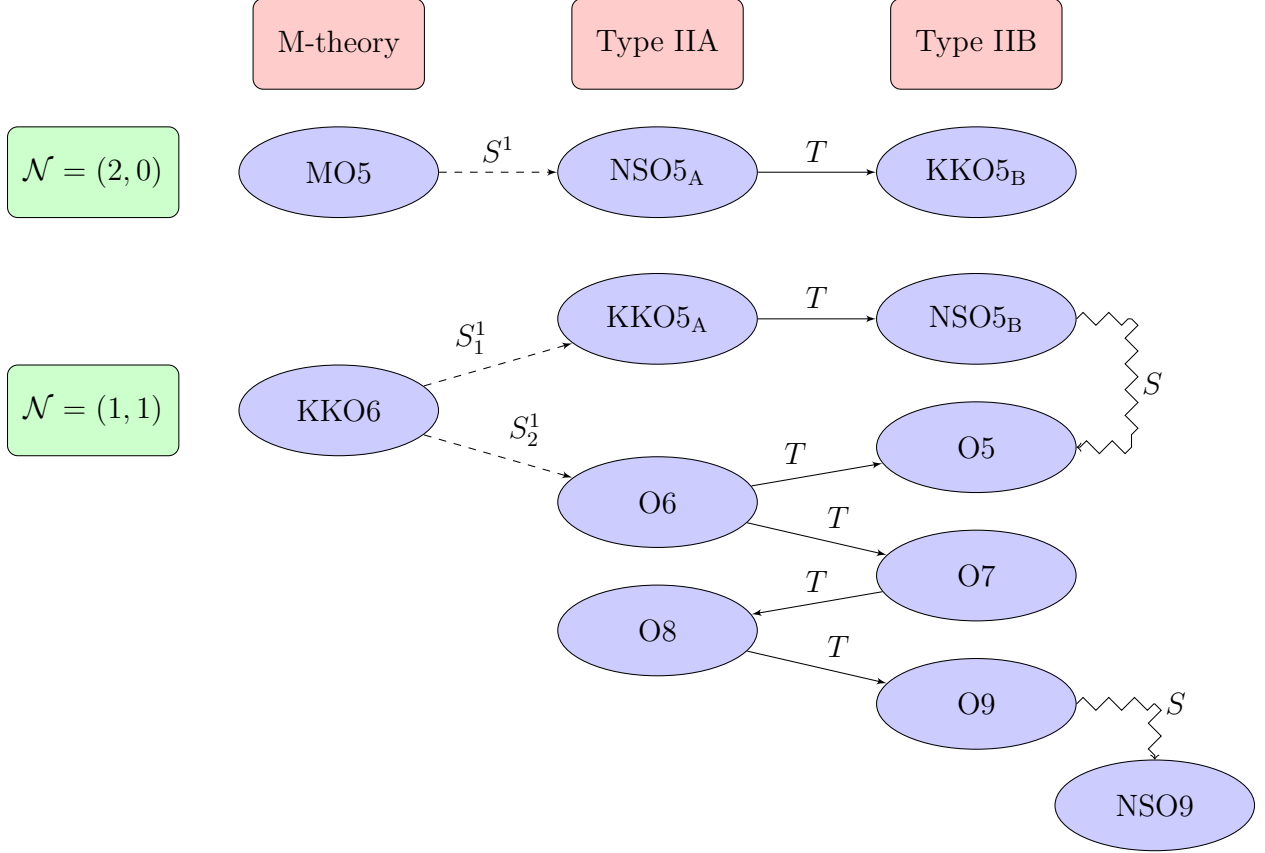 M-theory
Type IIA
Type IIB
𝒩 = (2, 0)
MO5
S¹
NSO5_A
T
KKO5_B
𝒩 = (1, 1)
KKO6
S¹₁
KKO5_A
T
NSO5_B
S
S¹₂
O6
T
O5
T
O7
T
O8
T
O9
S
NSO9